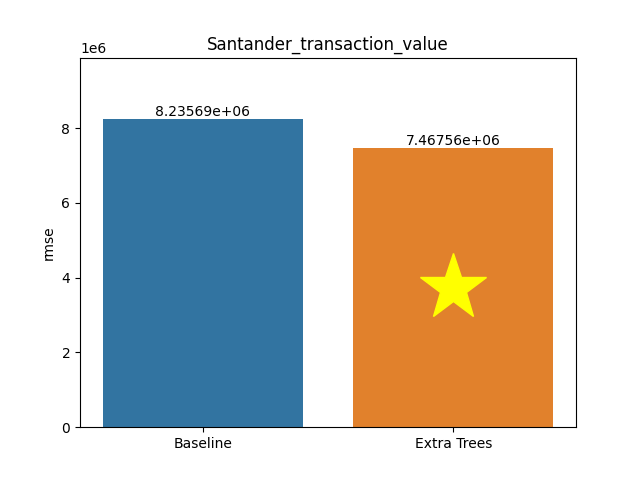 Santander_transaction_value
1e6
8.23569e+06
7.46756e+06
8
6
4
2
0
rmse
Baseline
Extra Trees